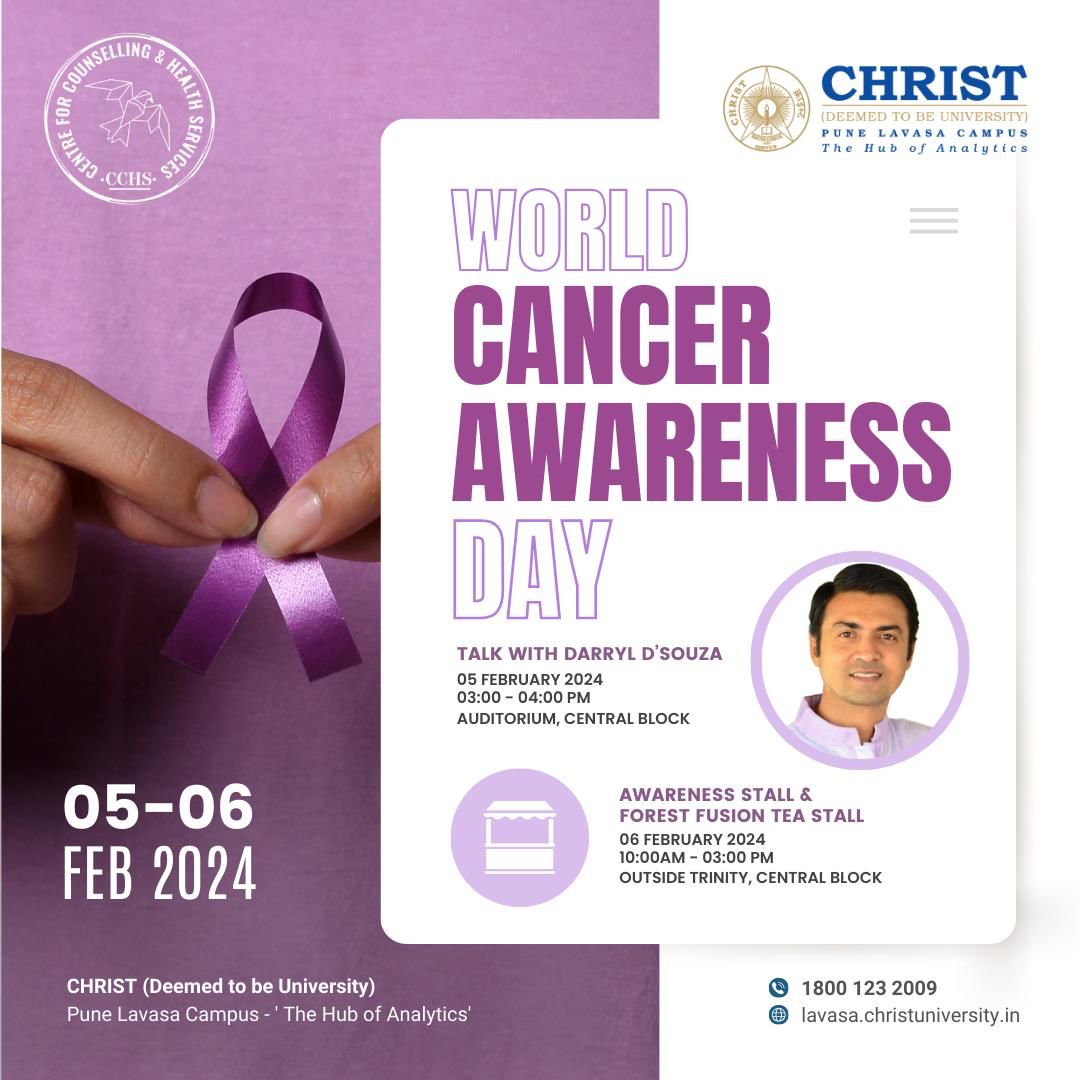 CENTRE FOR COUNSELLING & HEALTH SERVICES
·CCHS·
CHRIST
(DEEMED TO BE UNIVERSITY)
PUNE LAVASA CAMPUS
The Hub of Analytics
CHRIST
EXCELLENCE AND SERVICE
WORLD
CANCER
AWARENESS
DAY
TALK WITH DARRYL D'SOUZA
05 FEBRUARY 2024
03:00 - 04:00 PM
AUDITORIUM, CENTRAL BLOCK
AWARENESS STALL &
FOREST FUSION TEA STALL
06 FEBRUARY 2024
10:00AM - 03:00 PM
OUTSIDE TRINITY, CENTRAL BLOCK
05-06
FEB 2024
CHRIST (Deemed to be University)
Pune Lavasa Campus - ' The Hub of Analytics'
1800 123 2009
lavasa.christuniversity.in